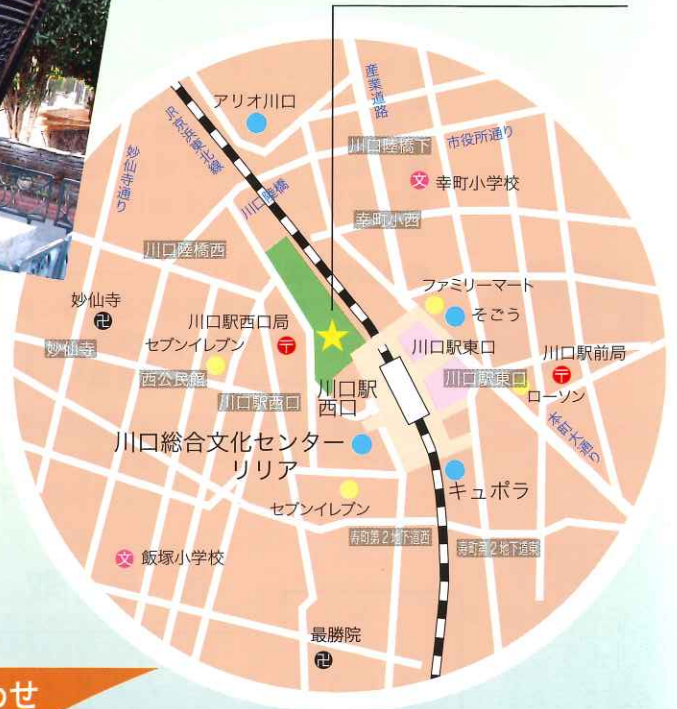 アリオ川口
産業道路
JR京浜東北線
妙仙寺通り
川口陸橋下
市役所通り
文
幸町小学校
川口陸橋
幸町小西
川口陸橋西
妙仙寺
卍
妙仙寺
川口駅西口局
〒
セブンイレブン
西公民館
川口駅西口
ファミリーマート
そごう
川口駅東口
川口駅前局
〒
川口駅東口
ローソン
本町大通り
川口駅
西口
川口総合文化センター
リリア
キュポラ
セブンイレブン
寿町第2地下道西
寿町第2地下道東
文
飯塚小学校
最勝院
卍
わせ